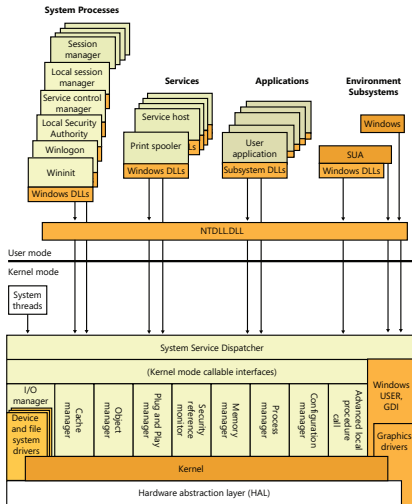 System Processes
Session
manager
Local session
manager
Service control
manager
Local Security
Authority
Winlogon
Wininit
Windows DLLs
Services
Service host
Print spooler
Windows DLLs
Applications
User
application
Subsystem DLLs
Environment
Subsystems
Windows
SUA
Windows DLLs
NTDLL.DLL
User mode
Kernel mode
System
threads
System Service Dispatcher
(Kernel mode callable interfaces)
I/O
manager
Device
and file
system
drivers
Cache
manager
Object
manager
Plug and Play
manager
Security
reference
monitor
Memory
manager
Process
manager
Configuration
manager
Advanced local
procedure
call
Windows
USER,
GDI
Graphics
drivers
Kernel
Hardware abstraction layer (HAL)